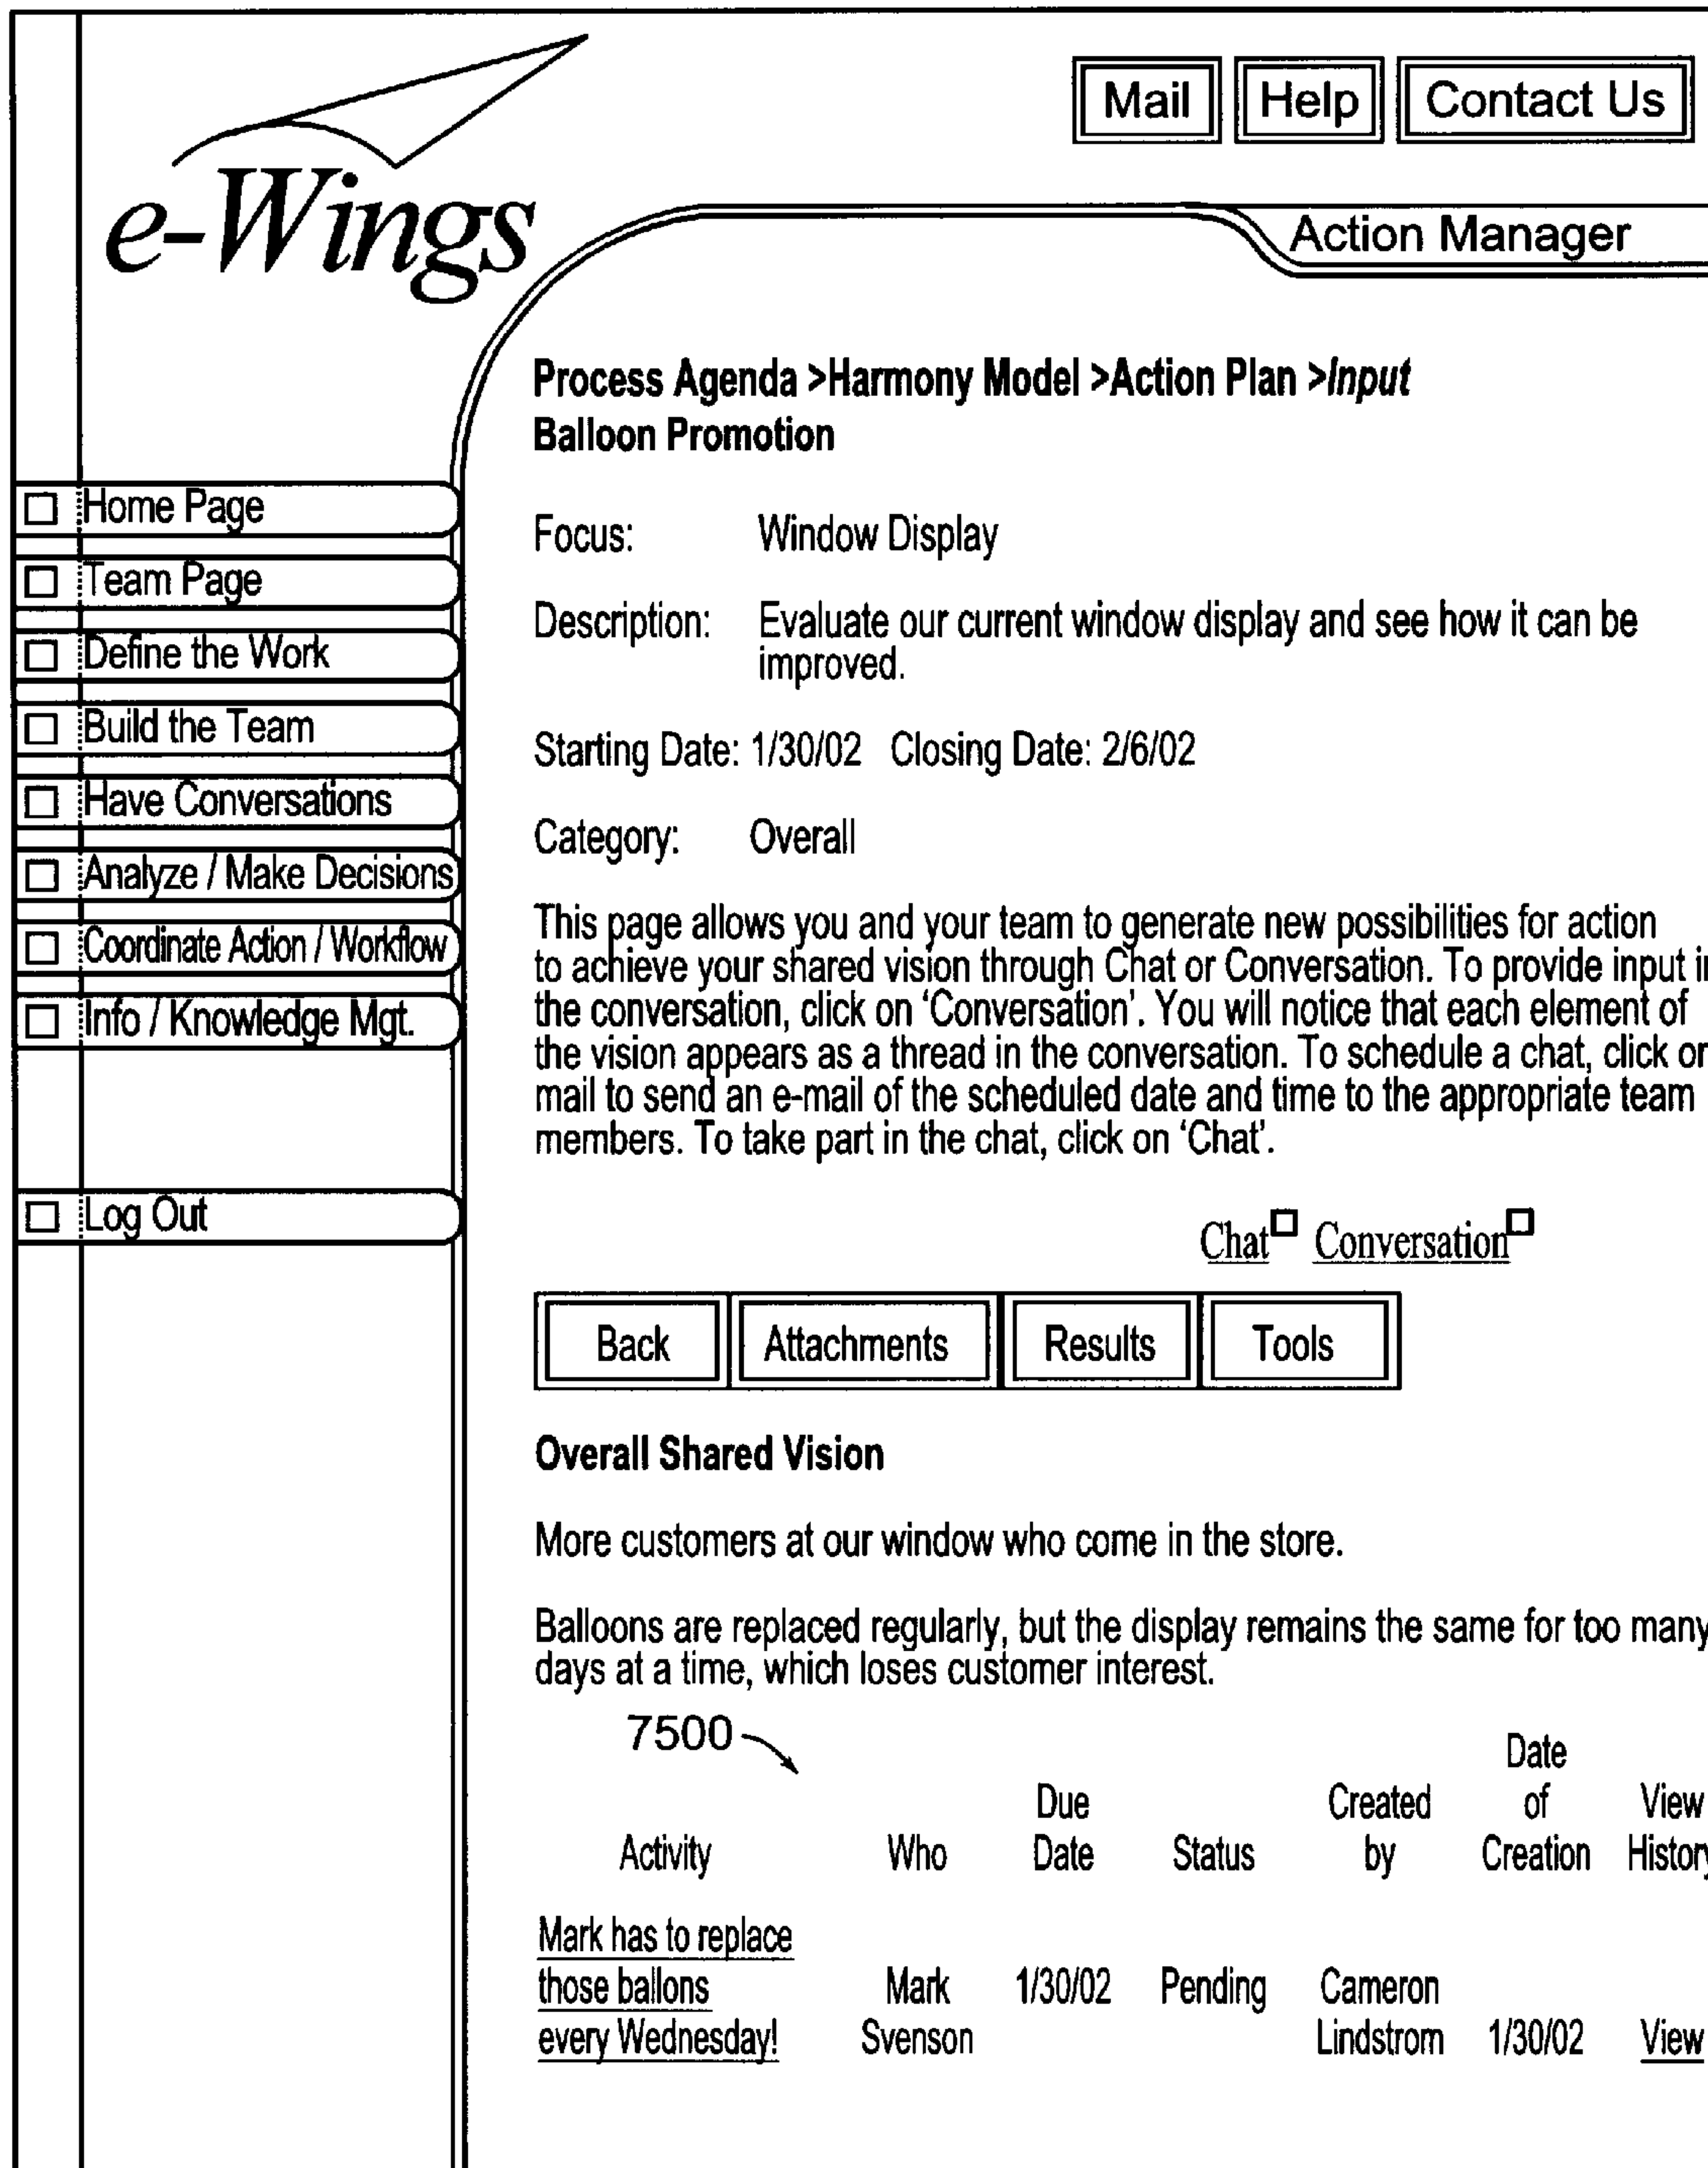 e-Wings
Mail Help Contact Us
Action Manager
Process Agenda >Harmony Model >Action Plan >Input
Balloon Promotion
Home Page
Team Page
Define the Work
Build the Team
Have Conversations
Analyze / Make Decisions
Coordinate Action / Workflow
Info / Knowledge Mgt.
Log Out
Focus: Window Display
Description: Evaluate our current window display and see how it can be
improved.
Starting Date: 1/30/02 Closing Date: 2/6/02
Category: Overall
This page allows you and your team to generate new possibilities for action
to achieve your shared vision through Chat or Conversation. To provide input in
the conversation, click on ‘Conversation’. You will notice that each element of
the vision appears as a thread in the conversation. To schedule a chat, click on
mail to send an e-mail of the scheduled date and time to the appropriate team
members. To take part in the chat, click on ‘Chat’.
Chat Conversation
Back Attachments Results Tools
Overall Shared Vision
More customers at our window who come in the store.
Balloons are replaced regularly, but the display remains the same for too many
days at a time, which loses customer interest.
7500
Date
Due Created of View
Activity Who Date Status by Creation History
Mark has to replace
those ballons Mark 1/30/02 Pending Cameron
every Wednesday! Svenson Lindstrom 1/30/02 View